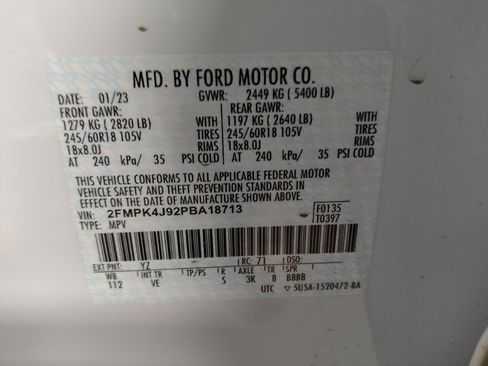 MFD. BY FORD MOTOR CO.
DATE: 01/23 GVWR: 2449 KG ( 5400 LB)
FRONT GAWR: REAR GAWR:
1279 KG ( 2820 LB) WITH 1197 KG ( 2640 LB) WITH
245/60R18 105V TIRES 245/60R18 105V TIRES
18x8.0J RIMS 18x8.0J RIMS
AT 240 kPa/ 35 PSI COLD AT 240 kPa/ 35 PSI COLD
THIS VEHICLE CONFORMS TO ALL APPLICABLE FEDERAL MOTOR
VEHICLE SAFETY AND THEFT PREVENTION STANDARDS IN
EFFECT ON THE DATE OF MANUFACTURE SHOWN ABOVE.
VIN: 2FMPK4J92PBA18713 F0135
TYPE: MPV T0397
EXT PNT: YZ RC: 71 DSO:
WB INT TR TP/PS R AXLE TR SPR
112 VE S 3K 8 BBBB
UTC ▽ 5U5A-1520472-BA